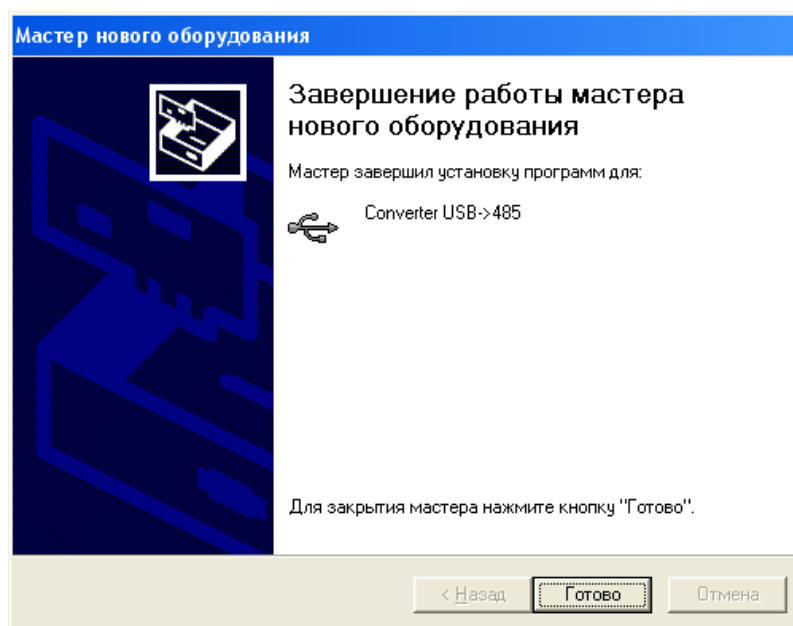 Мастер нового оборудования
Завершение работы мастера
нового оборудования
Мастер завершил установку программ для:
Converter USB->485
Для закрытия мастера нажмите кнопку "Готово".
< Назад
Готово
Отмена